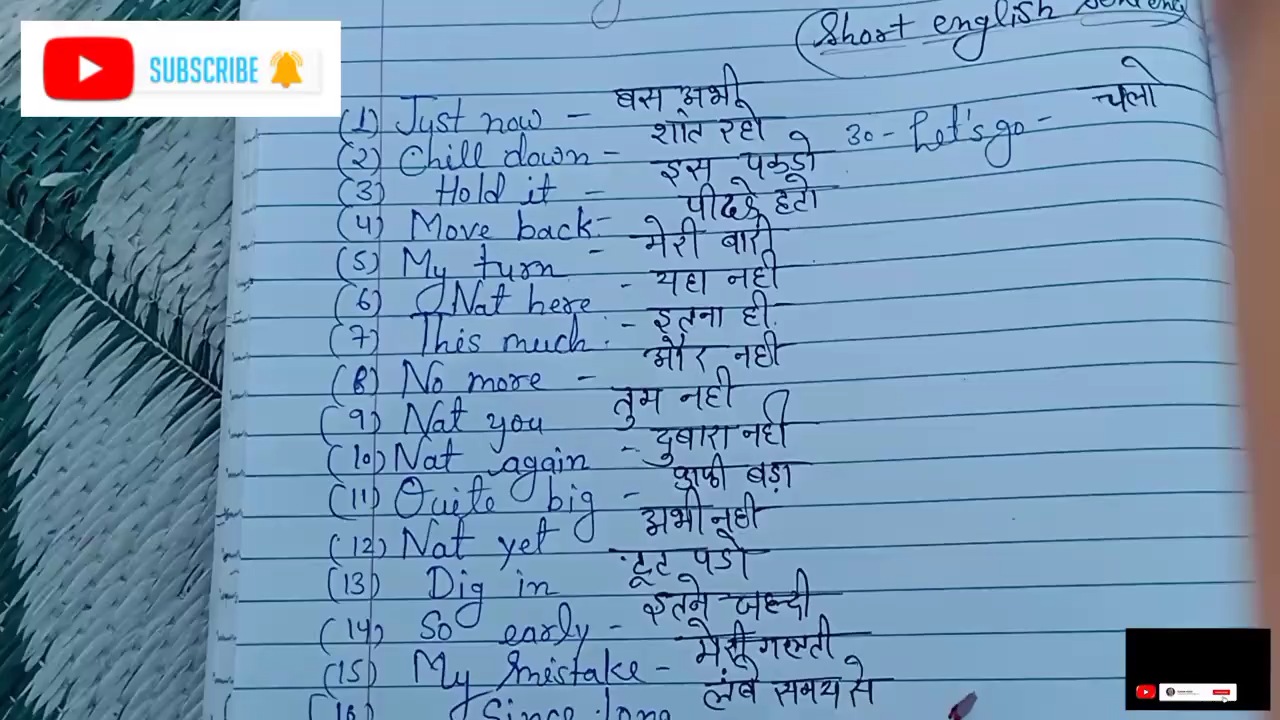 SUBSCRIBE
(Short english
(1) Just now - बस अभी
(2) Chill down - शांत रहो
30- Let's go - चलो
(3) Hold it - इस पकडो
(4) Move back - पीछे हटो
(5) My turn - मेरी बारी
(6) Nat here - यहा नही
(7) This much - इतना ही
(8) No more - और नही
(9) Nat you तुम नही
(10) Nat again - दुबारा नही
(11) Quite big - काफी बड़ा
(12) Nat yet अभी नही
(13) Dig in टूट पडो
(14) So early - इतने जल्दी
(15) My mistake - मेरी गलती
(16) Since long लंबे समय से